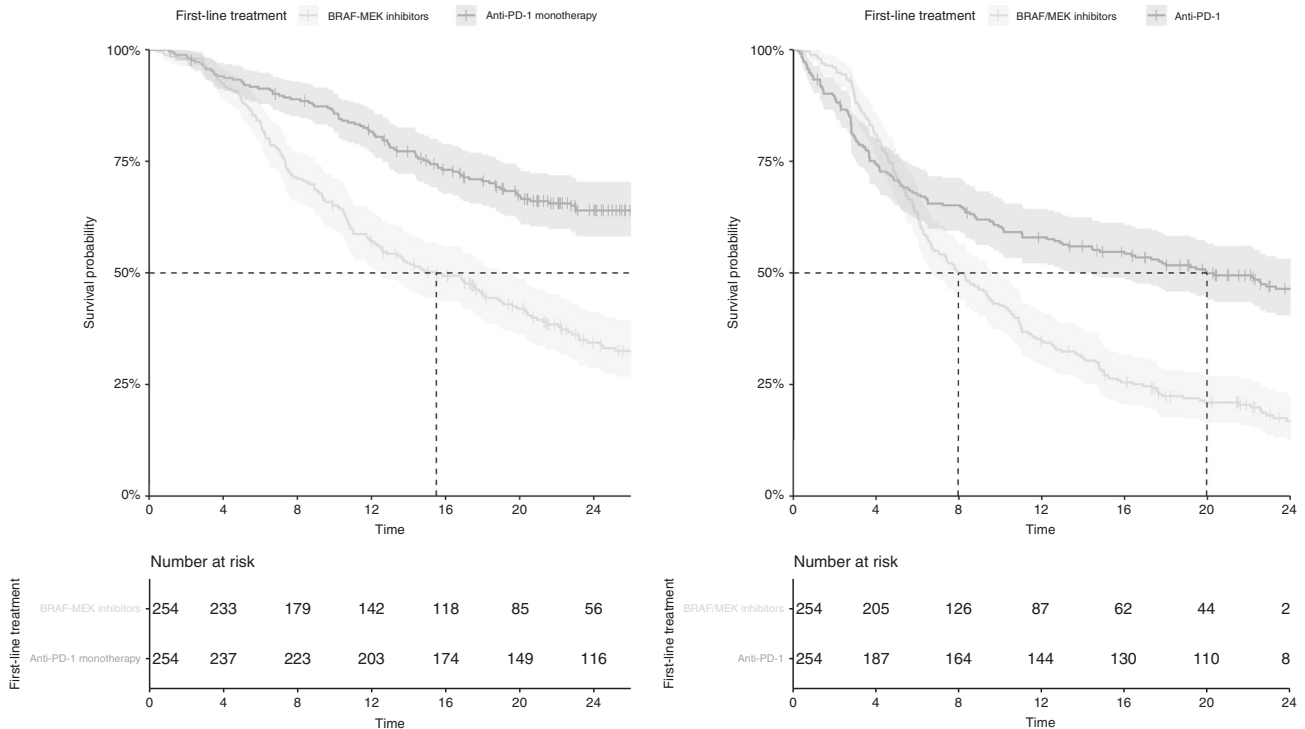 First-line treatment BRAF-MEK inhibitors Anti-PD-1 monotherapy
100%
75%
50%
25%
0%
Survival probability
0 4 8 12 16 20 24
Time
Number at risk
First-line treatment
BRAF-MEK inhibitors 254 233 179 142 118 85 56
Anti-PD-1 monotherapy 254 237 223 203 174 149 116
0 4 8 12 16 20 24
Time
First-line treatment BRAF/MEK inhibitors Anti-PD-1
100%
75%
50%
25%
0%
Survival probability
0 4 8 12 16 20 24
Time
Number at risk
First-line treatment
BRAF/MEK inhibitors 254 205 126 87 62 44 2
Anti-PD-1 254 187 164 144 130 110 8
0 4 8 12 16 20 24
Time